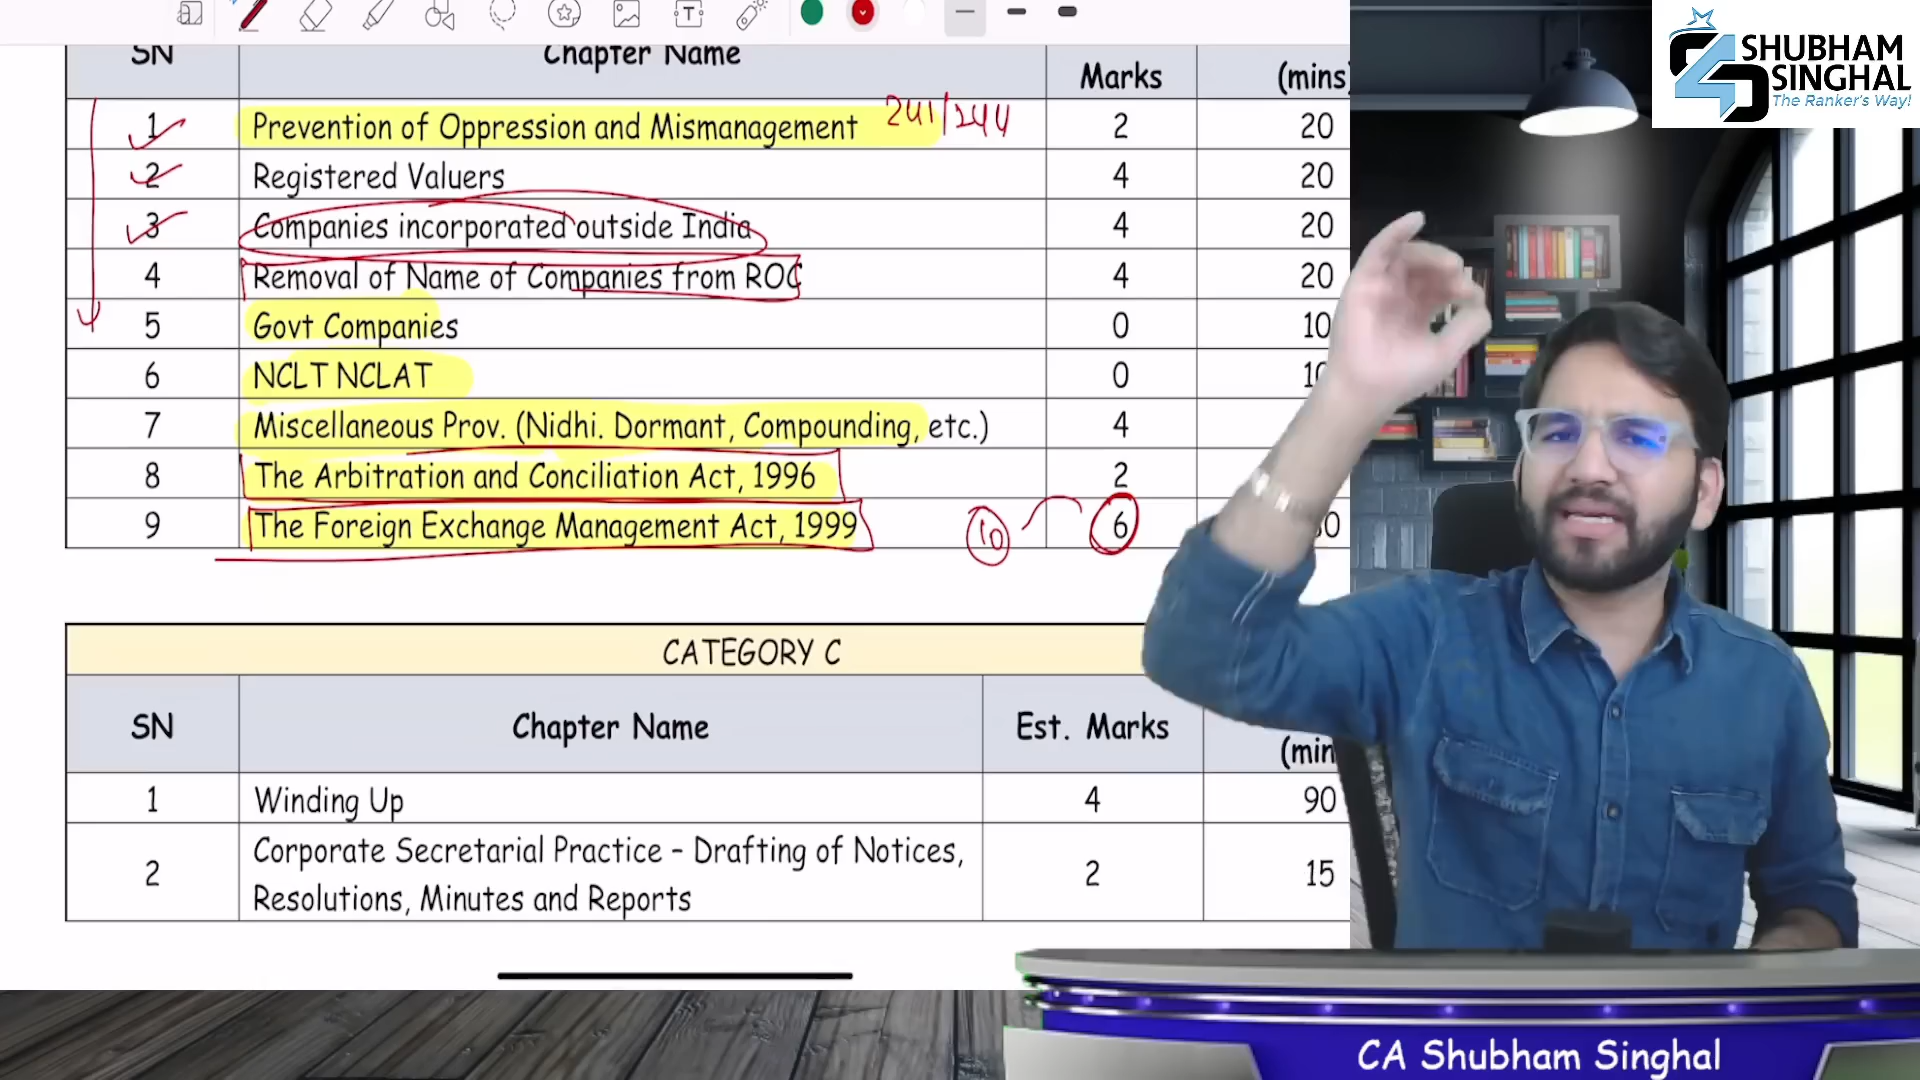 SHUBHAM
SINGHAL
The Ranker's Way!
SN Chapter Name Marks (mins)
1 Prevention of Oppression and Mismanagement 241/244 2 20
2 Registered Valuers 4 20
3 Companies incorporated outside India 4 20
4 Removal of Name of Companies from ROC 4 20
5 Govt Companies 0 10
6 NCLT NCLAT 0
7 Miscellaneous Prov. (Nidhi. Dormant, Compounding, etc.) 4
8 The Arbitration and Conciliation Act, 1996 2
9 The Foreign Exchange Management Act, 1999 10 6
CATEGORY C
SN Chapter Name Est. Marks
1 Winding Up 4 90
2 Corporate Secretarial Practice – Drafting of Notices,
Resolutions, Minutes and Reports 2 15
CA Shubham Singhal